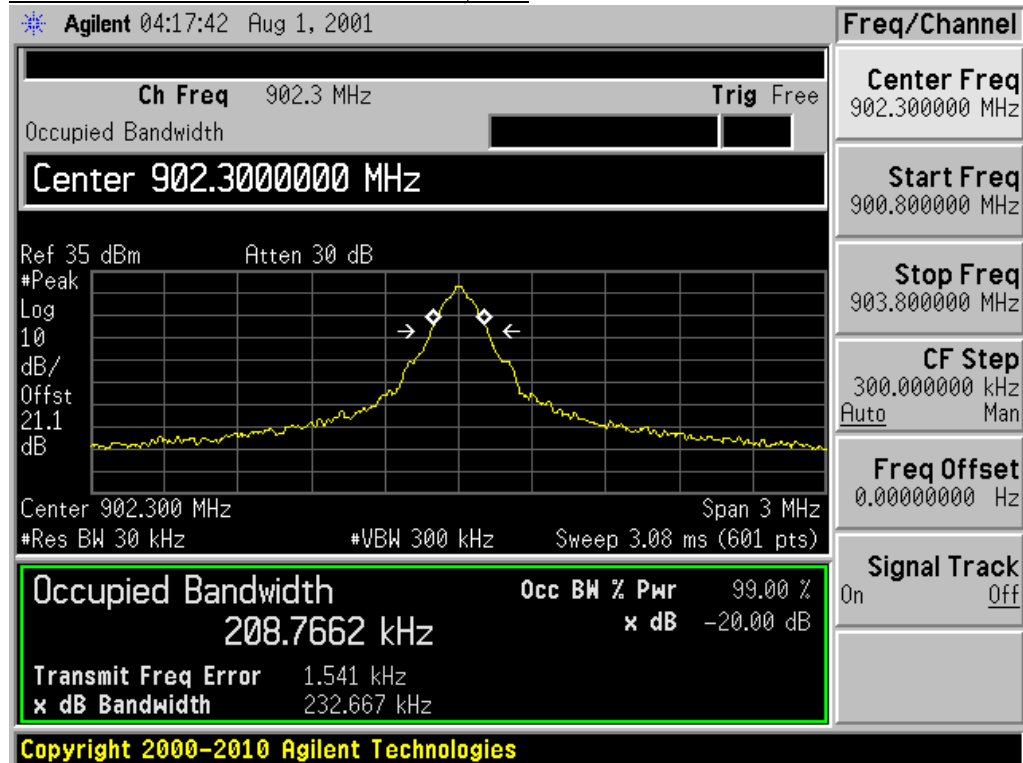 Agilent 04:17:42 Aug 1, 2001
Freq/Channel
Ch Freq 902.3 MHz Trig Free
Occupied Bandwidth
Center 902.3000000 MHz
Ref 35 dBm Atten 30 dB
#Peak
Log
10
dB/
Offst
21.1
dB
Center 902.300 MHz Span 3 MHz
#Res BW 30 kHz #VBW 300 kHz Sweep 3.08 ms (601 pts)
Occupied Bandwidth Occ BW % Pwr 99.00 %
208.7662 kHz x dB -20.00 dB
Transmit Freq Error 1.541 kHz
x dB Bandwidth 232.667 kHz
Center Freq
902.300000 MHz
Start Freq
900.800000 MHz
Stop Freq
903.800000 MHz
CF Step
300.000000 kHz
Auto Man
Freq Offset
0.00000000 Hz
Signal Track
On Off
Copyright 2000-2010 Agilent Technologies